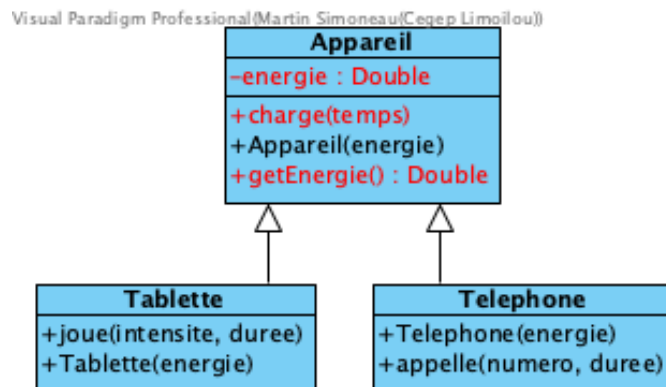 Visual Paradigm Professional(Martin Simoneau(Cegep Limoilou))
Appareil
-energie : Double
+charge(temps)
+Appareil(energie)
+getEnergie() : Double
Tablette
+joue(intensite, duree)
+Tablette(energie)
Telephone
+Telephone(energie)
+appelle(numero, duree)